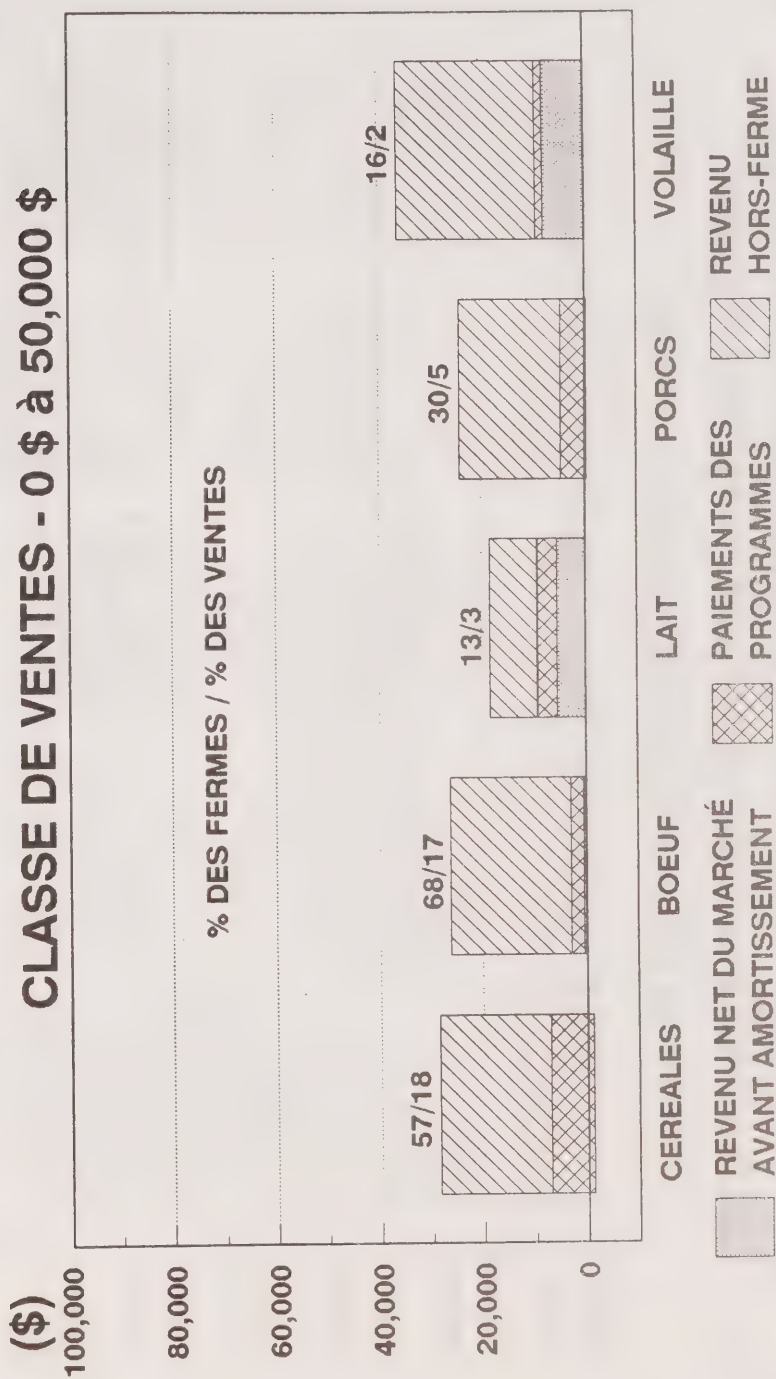 CLASSE DE VENTES - 0 $ à 50,000 $
($)
100,000
80,000
60,000
40,000
20,000
0
% DES FERMES / % DES VENTES
57/18
68/17
13/3
30/5
16/2
CEREALES
BOEUF
LAIT
PORCS
VOLAILLE
REVENU NET DU MARCHÉ
AVANT AMORTISSEMENT
PAIEMENTS DES
PROGRAMMES
REVENU
HORS-FERME